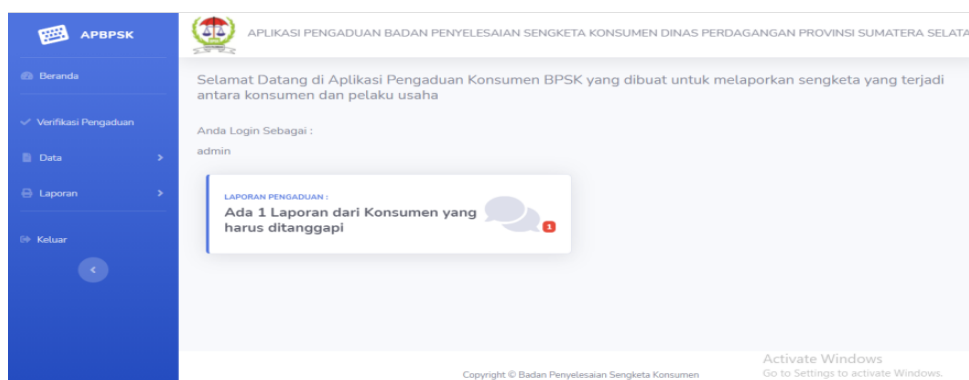 APBPSK
APLIKASI PENGADUAN BADAN PENYELESAIAN SENGKETA KONSUMEN DINAS PERDAGANGAN PROVINSI SUMATERA SELATA
Beranda
Verifikasi Pengaduan
Data
Laporan
Keluar
Selamat Datang di Aplikasi Pengaduan Konsumen BPSK yang dibuat untuk melaporkan sengketa yang terjadi
antara konsumen dan pelaku usaha
Anda Login Sebagai :
admin
LAPORAN PENGADUAN :
Ada 1 Laporan dari Konsumen yang
harus ditanggapi
1
Activate Windows
Go to Settings to activate Windows.
Copyright © Badan Penyelesaian Sengketa Konsumen